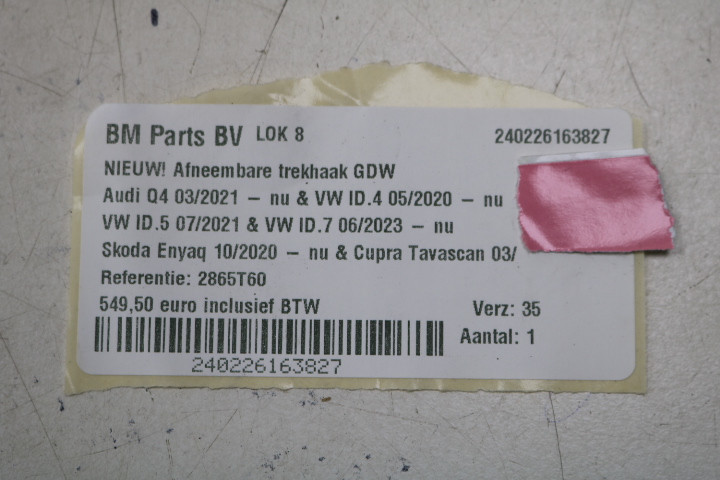 BM Parts BV LOK 8 240226163827
NIEUW! Afneembare trekhaak GDW
Audi Q4 03/2021 – nu & VW ID.4 05/2020 – nu
VW ID.5 07/2021 & VW ID.7 06/2023 – nu
Skoda Enyaq 10/2020 – nu & Cupra Tavascan 03/
Referentie: 2865T60
549,50 euro inclusief BTW Verz: 35
Aantal: 1
240226163827